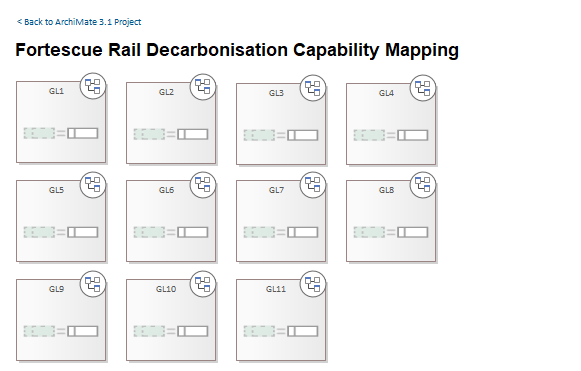 < Back to ArchiMate 3.1 Project
Fortescue Rail Decarbonisation Capability Mapping
GL1
GL2
GL3
GL4
GL5
GL6
GL7
GL8
GL9
GL10
GL11